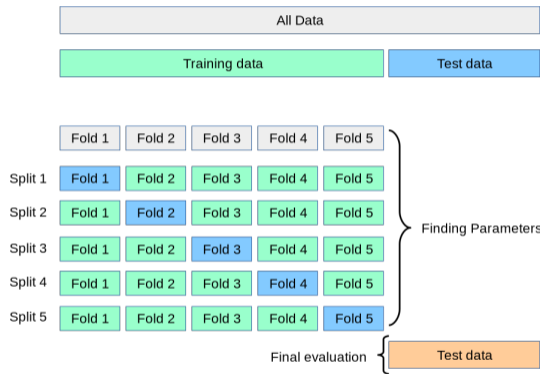 All Data
Training data Test data
Fold 1 Fold 2 Fold 3 Fold 4 Fold 5
Split 1 Fold 1 Fold 2 Fold 3 Fold 4 Fold 5
Split 2 Fold 1 Fold 2 Fold 3 Fold 4 Fold 5
Finding Parameters
Split 3 Fold 1 Fold 2 Fold 3 Fold 4 Fold 5
Split 4 Fold 1 Fold 2 Fold 3 Fold 4 Fold 5
Split 5 Fold 1 Fold 2 Fold 3 Fold 4 Fold 5
Final evaluation Test data